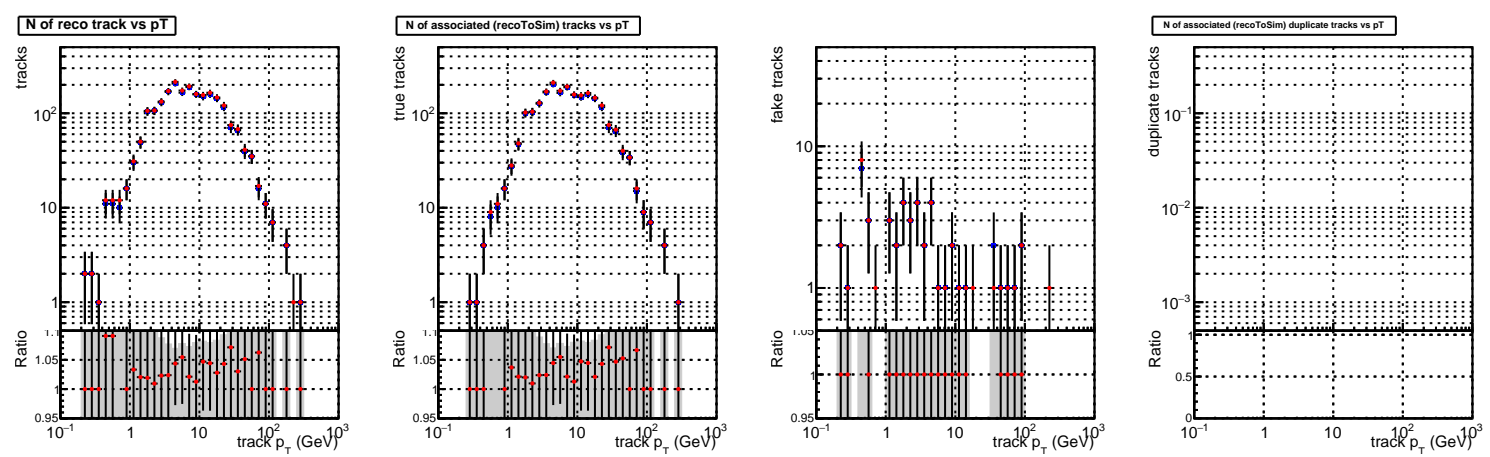 N of reco track vs pT
tracks
10²
10
1
Ratio
1.1
1.05
1
0.95
10⁻¹ 1 10 10² 10³
track p_T (GeV)
N of associated (recoToSim) tracks vs pT
true tracks
10²
10
1
Ratio
1.1
1.05
1
0.95
10⁻¹ 1 10 10² 10³
track p_T (GeV)
fake tracks
10
1
Ratio
1.05
1
0.95
10⁻¹ 1 10 10² 10³
track p_T (GeV)
N of associated (recoToSim) duplicate tracks vs pT
duplicate tracks
10⁻¹
10⁻²
10⁻³
Ratio
1
0.5
0
10⁻¹ 1 10 10² 10³
track p_T (GeV)